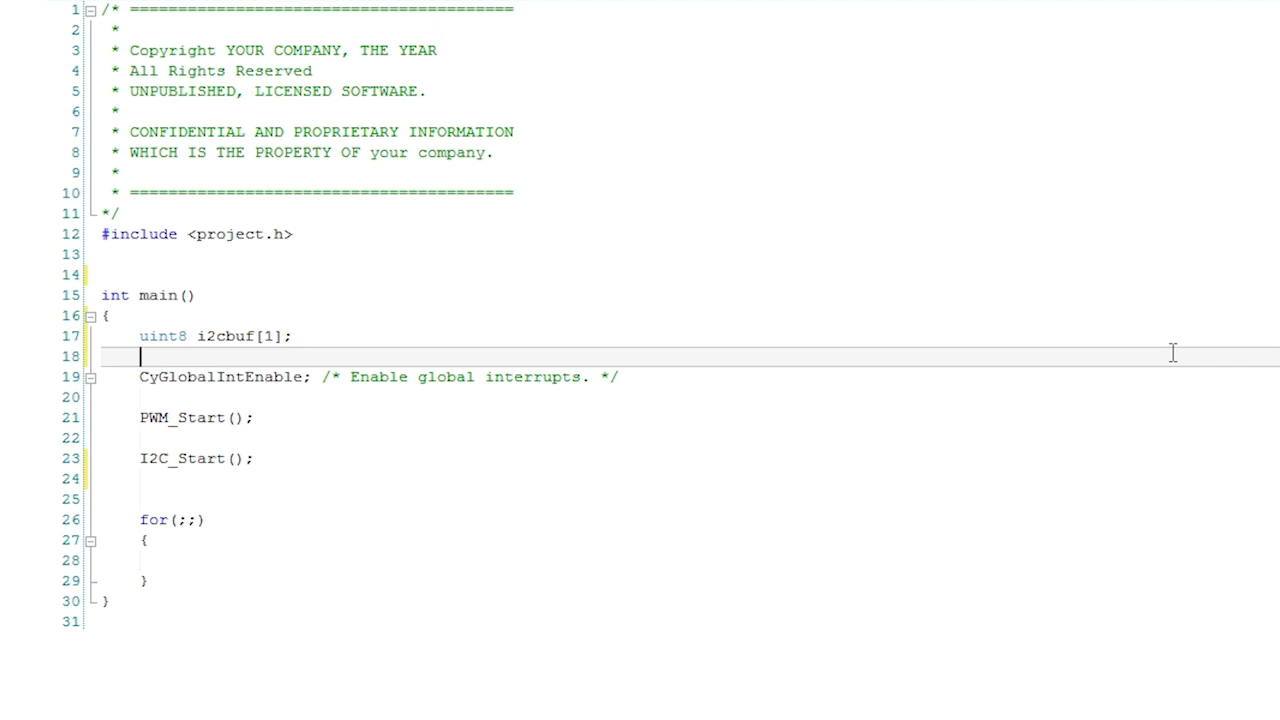 1 /* ========================================
2  *
3  * Copyright YOUR COMPANY, THE YEAR
4  * All Rights Reserved
5  * UNPUBLISHED, LICENSED SOFTWARE.
6  *
7  * CONFIDENTIAL AND PROPRIETARY INFORMATION
8  * WHICH IS THE PROPERTY OF your company.
9  *
10  * ========================================
11 */
12 #include <project.h>
13
14
15 int main()
16 {
17     uint8 i2cbuf[1];
18
19     CyGlobalIntEnable; /* Enable global interrupts. */
20
21     PWM_Start();
22
23     I2C_Start();
24
25
26     for(;;)
27     {
28
29     }
30 }
31